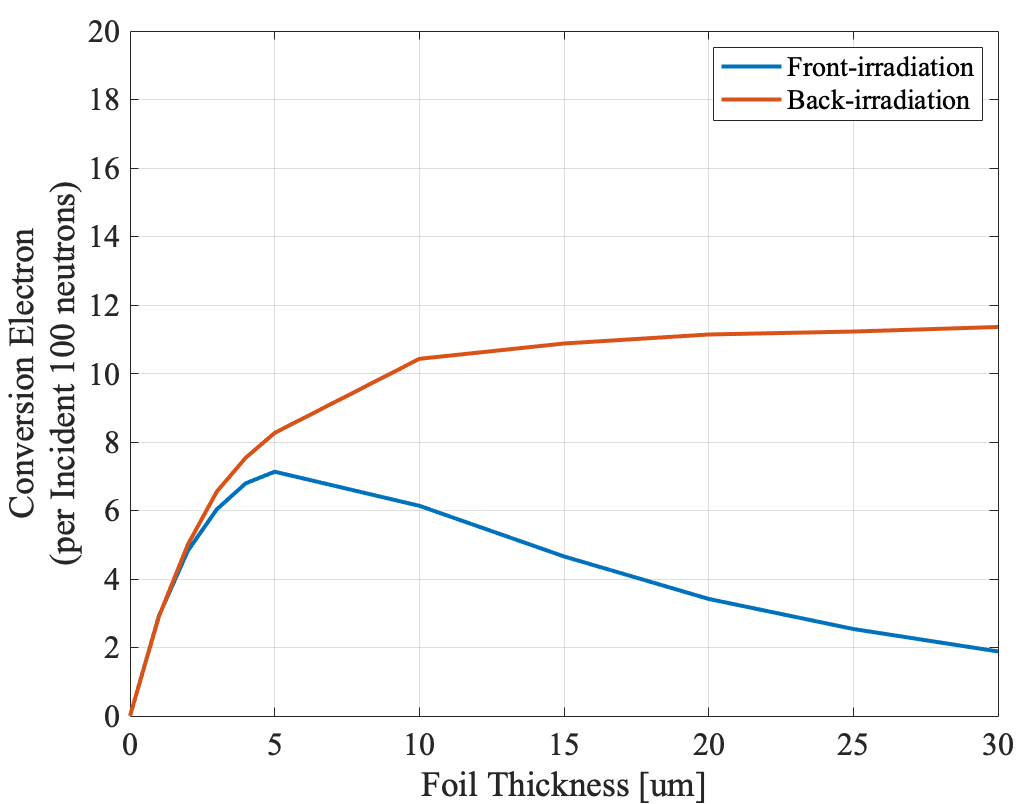 20
18
16
14
12
10
8
6
4
2
0
Conversion Electron
(per Incident 100 neutrons)
Front-irradiation
Back-irradiation
0 5 10 15 20 25 30
Foil Thickness [um]